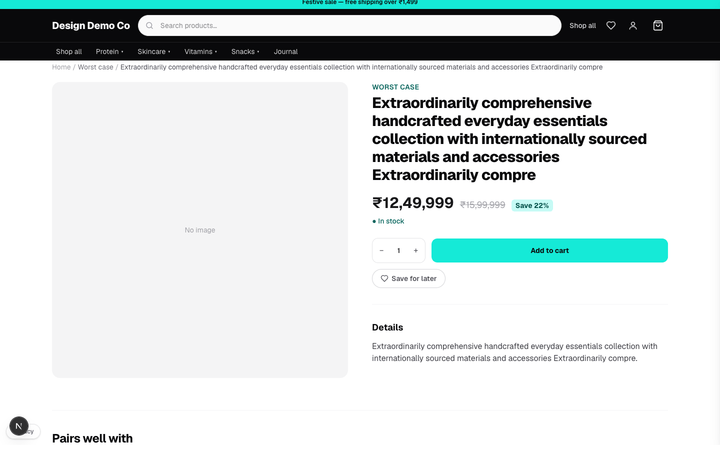 Festive sale — free shipping over ₹1,499
Design Demo Co
Search products...
Shop all
Shop all
Protein
Skincare
Vitamins
Snacks
Journal
Home / Worst case / Extraordinarily comprehensive handcrafted everyday essentials collection with internationally sourced materials and accessories Extraordinarily compre
No image
WORST CASE
Extraordinarily comprehensive
handcrafted everyday essentials
collection with internationally sourced
materials and accessories
Extraordinarily compre
₹12,49,999 ₹15,99,999 Save 22%
● In stock
− 1 +
Add to cart
Save for later
Details
Extraordinarily comprehensive handcrafted everyday essentials collection with
internationally sourced materials and accessories Extraordinarily compre.
N
Pairs well with